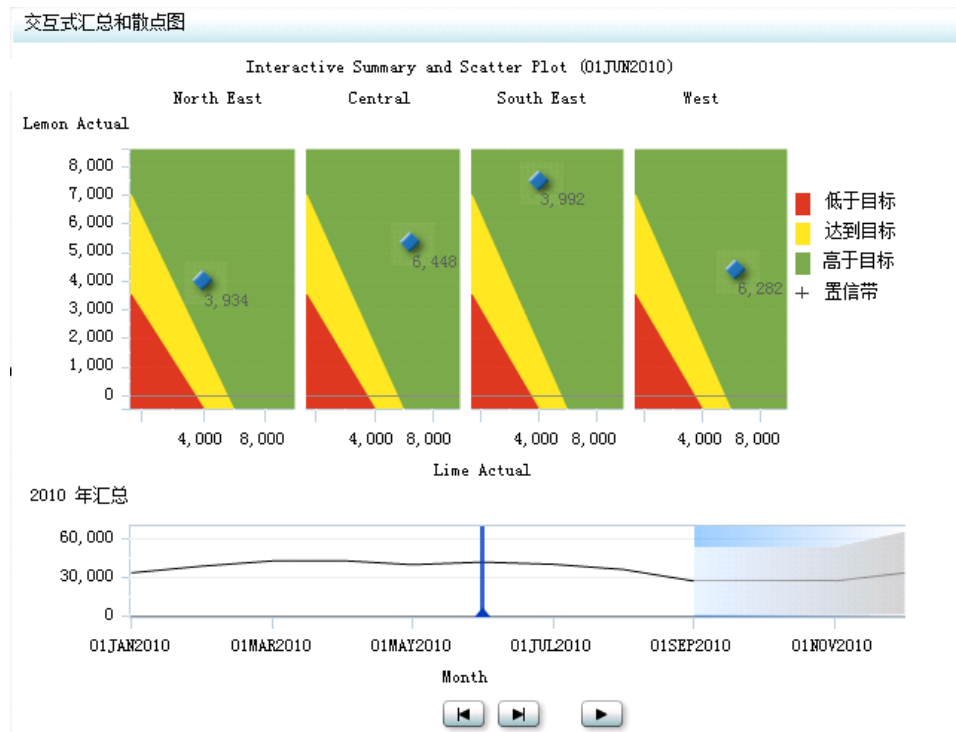 交互式汇总和散点图
Interactive Summary and Scatter Plot (01JUN2010)
North East Central South East West
Lemon Actual
8,000
7,000
6,000
5,000
4,000
3,000
2,000
1,000
0
3,934
6,448
3,992
6,282
低于目标
达到目标
高于目标
置信带
4,000 8,000 4,000 8,000 4,000 8,000 4,000 8,000
Lime Actual
2010 年汇总
60,000
30,000
0
01JAN2010 01MAR2010 01MAY2010 01JUL2010 01SEP2010 01NOV2010
Month